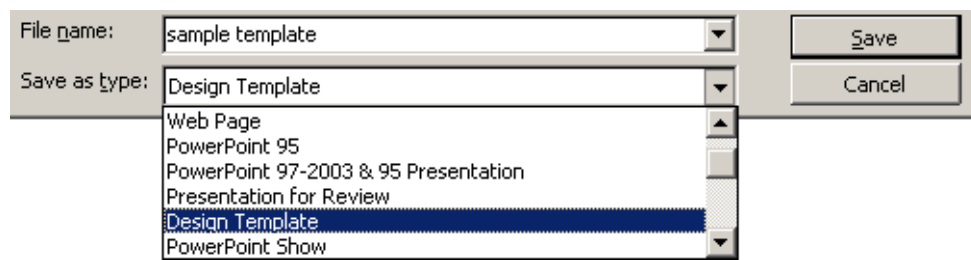 File name: sample template Save
Save as type: Design Template Cancel
Web Page
PowerPoint 95
PowerPoint 97-2003 & 95 Presentation
Presentation for Review
Design Template
PowerPoint Show